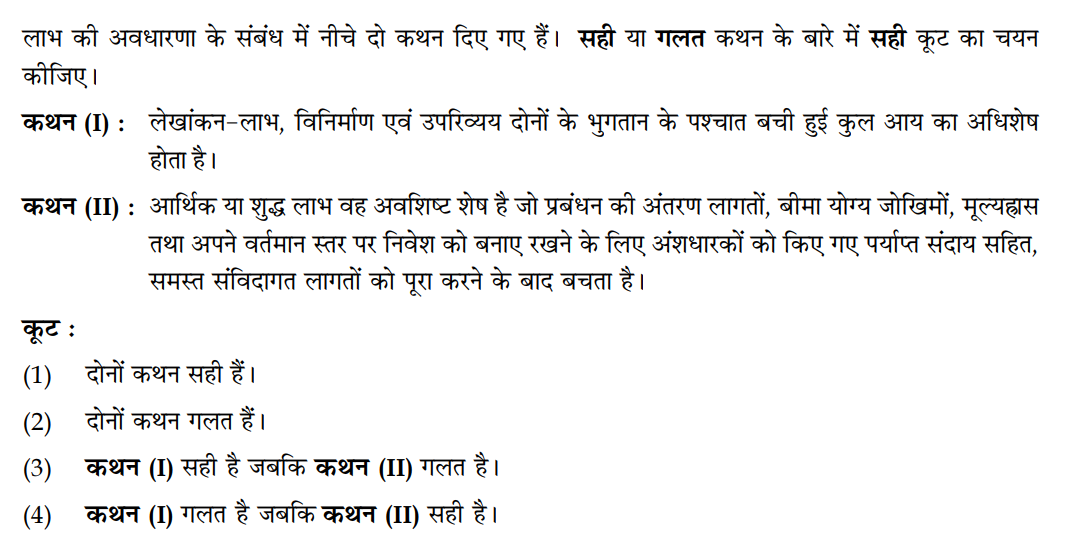 लाभ की अवधारणा के संबंध में नीचे दो कथन दिए गए हैं। सही या गलत कथन के बारे में सही कूट का चयन
कीजिए।
कथन (I) : लेखांकन–लाभ, विनिर्माण एवं उपरिव्यय दोनों के भुगतान के पश्चात बची हुई कुल आय का अधिशेष
होता है।
कथन (II) : आर्थिक या शुद्ध लाभ वह अवशिष्ट शेष है जो प्रबंधन की अंतरण लागतों, बीमा योग्य जोखिमों, मूल्यह्रास
तथा अपने वर्तमान स्तर पर निवेश को बनाए रखने के लिए अंशधारकों को किए गए पर्याप्त संदाय सहित,
समस्त संविदागत लागतों को पूरा करने के बाद बचता है।
कूट :
(1) दोनों कथन सही हैं।
(2) दोनों कथन गलत हैं।
(3) कथन (I) सही है जबकि कथन (II) गलत है।
(4) कथन (I) गलत है जबकि कथन (II) सही है।